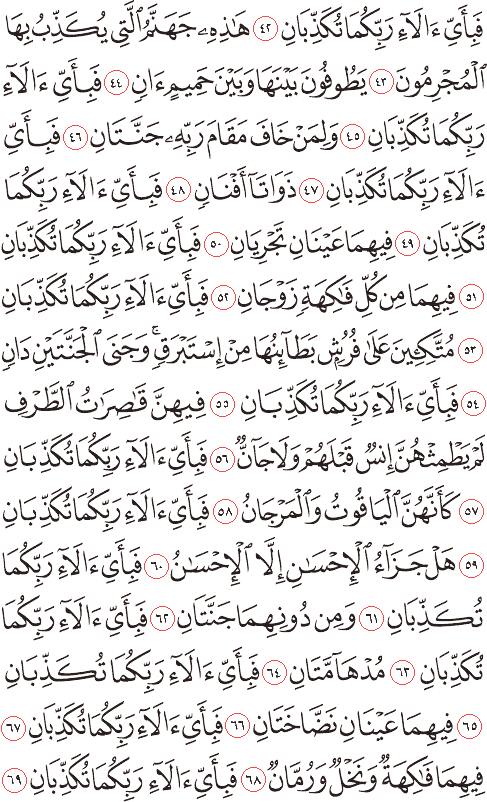 فَبِأَيِّ ءَالَآءِ رَبِّكُمَا تُكَذِّبَانِ ٤٢ هَٰذِهِۦ جَهَنَّمُ ٱلَّتِي يُكَذِّبُ بِهَا
ٱلْمُجْرِمُونَ ٤٣ يَطُوفُونَ بَيْنَهَا وَبَيْنَ حَمِيمٍ ءَانٍ ٤٤ فَبِأَيِّ ءَالَآءِ
رَبِّكُمَا تُكَذِّبَانِ ٤٥ وَلِمَنْ خَافَ مَقَامَ رَبِّهِۦ جَنَّتَانِ ٤٦ فَبِأَيِّ
ءَالَآءِ رَبِّكُمَا تُكَذِّبَانِ ٤٧ ذَوَاتَآ أَفْنَانٍ ٤٨ فَبِأَيِّ ءَالَآءِ رَبِّكُمَا
تُكَذِّبَانِ ٤٩ فِيهِمَا عَيْنَانِ تَجْرِيَانِ ٥٠ فَبِأَيِّ ءَالَآءِ رَبِّكُمَا تُكَذِّبَانِ
٥١ فِيهِمَا مِن كُلِّ فَٰكِهَةٍ زَوْجَانِ ٥٢ فَبِأَيِّ ءَالَآءِ رَبِّكُمَا تُكَذِّبَانِ
٥٣ مُتَّكِـِٔينَ عَلَىٰ فُرُشٍۭ بَطَآئِنُهَا مِنْ إِسْتَبْرَقٍ ۚ وَجَنَى ٱلْجَنَّتَيْنِ دَانٍ
٥٤ فَبِأَيِّ ءَالَآءِ رَبِّكُمَا تُكَذِّبَانِ ٥٥ فِيهِنَّ قَٰصِرَٰتُ ٱلطَّرْفِ
لَمْ يَطْمِثْهُنَّ إِنسٌ قَبْلَهُمْ وَلَا جَآنٌّ ٥٦ فَبِأَيِّ ءَالَآءِ رَبِّكُمَا تُكَذِّبَانِ
٥٧ كَأَنَّهُنَّ ٱلْيَاقُوتُ وَٱلْمَرْجَانُ ٥٨ فَبِأَيِّ ءَالَآءِ رَبِّكُمَا تُكَذِّبَانِ
٥٩ هَلْ جَزَآءُ ٱلْإِحْسَٰنِ إِلَّا ٱلْإِحْسَٰنُ ٦٠ فَبِأَيِّ ءَالَآءِ رَبِّكُمَا
تُكَذِّبَانِ ٦١ وَمِن دُونِهِمَا جَنَّتَانِ ٦٢ فَبِأَيِّ ءَالَآءِ رَبِّكُمَا
تُكَذِّبَانِ ٦٣ مُدْهَآمَّتَانِ ٦٤ فَبِأَيِّ ءَالَآءِ رَبِّكُمَا تُكَذِّبَانِ
٦٥ فِيهِمَا عَيْنَانِ نَضَّاخَتَانِ ٦٦ فَبِأَيِّ ءَالَآءِ رَبِّكُمَا تُكَذِّبَانِ ٦٧
فِيهِمَا فَٰكِهَةٌ وَنَخْلٌ وَرُمَّانٌ ٦٨ فَبِأَيِّ ءَالَآءِ رَبِّكُمَا تُكَذِّبَانِ ٦٩